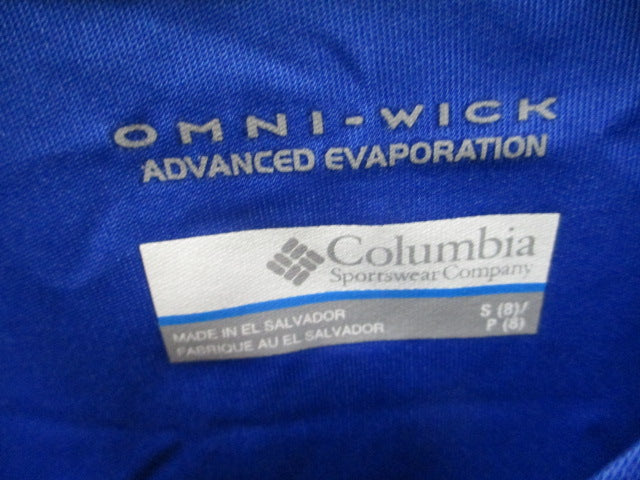 OMNI-WICK
ADVANCED EVAPORATION
Columbia
Sportswear Company
S (8)/
P (8)
MADE IN EL SALVADOR
FABRIQUE AU EL SALVADOR